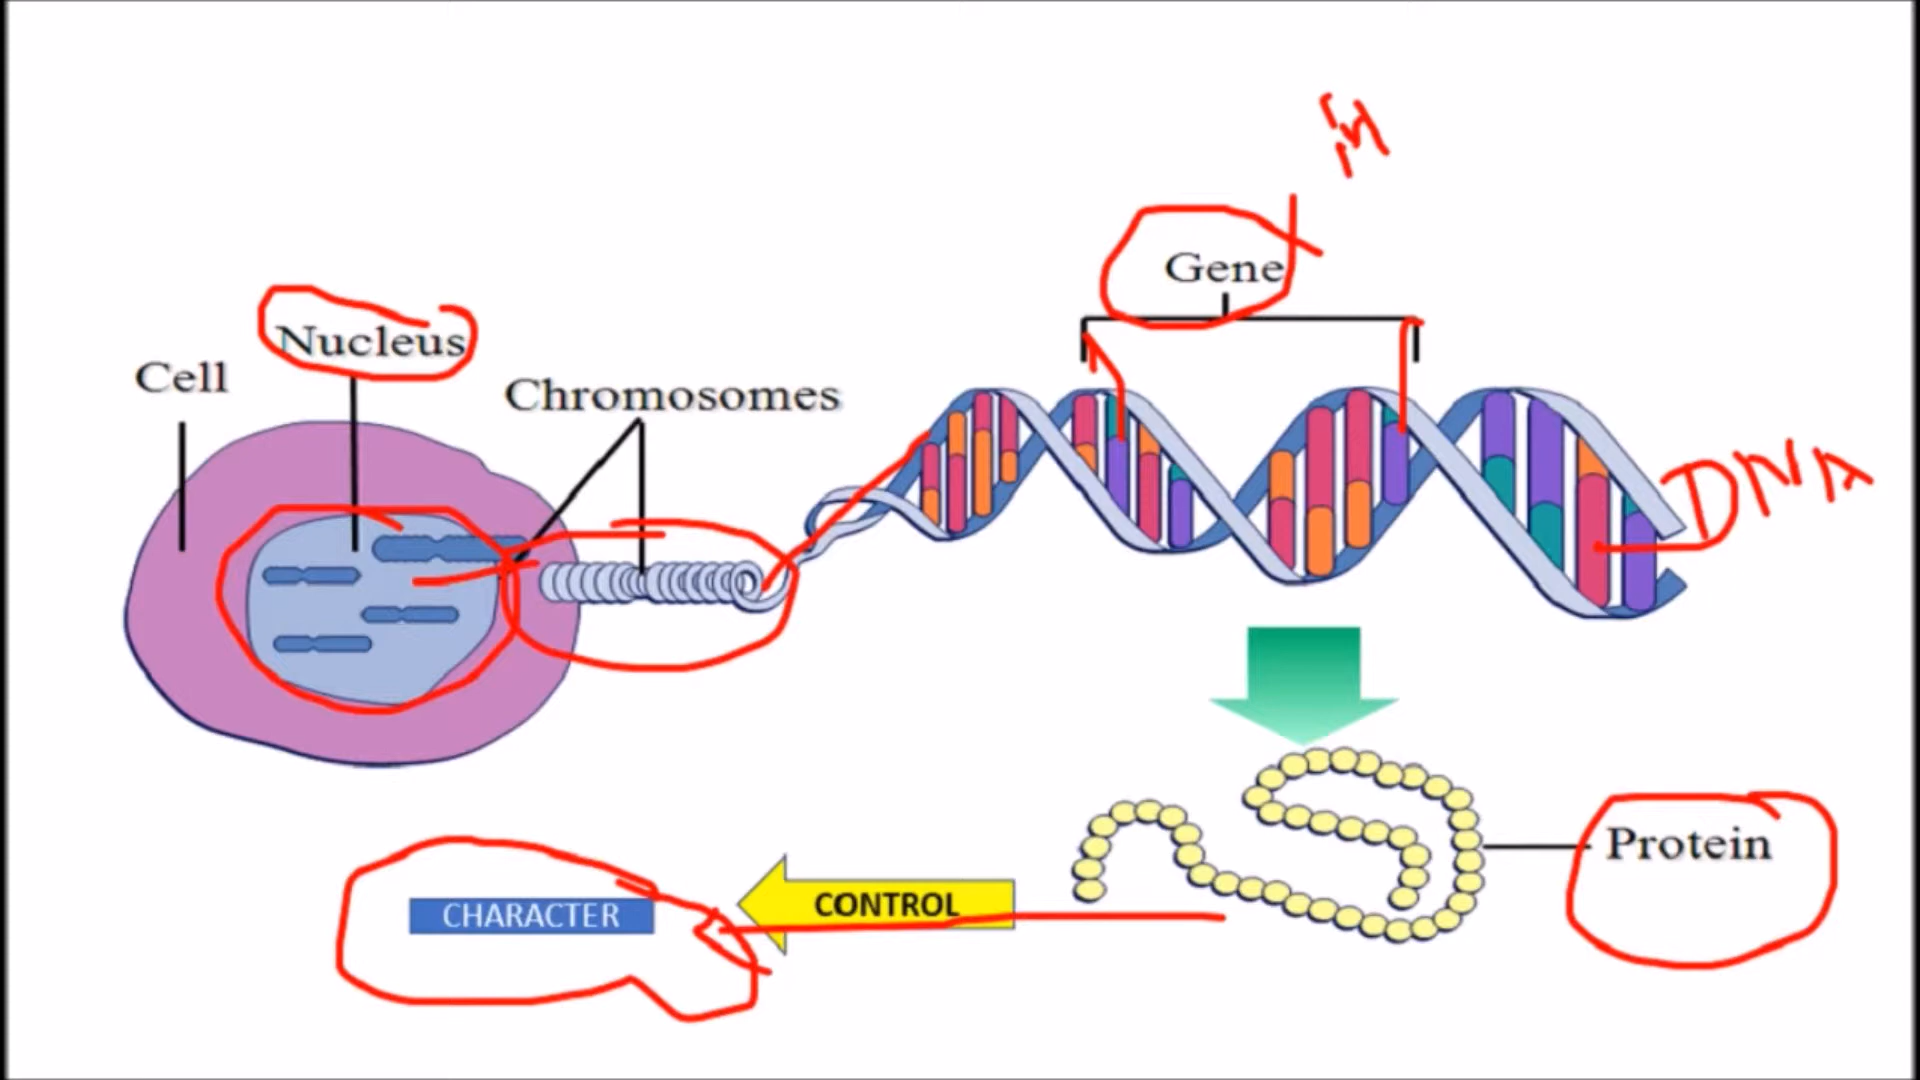 Gene
Nucleus
Cell
Chromosomes
DNA
Protein
CONTROL
CHARACTER